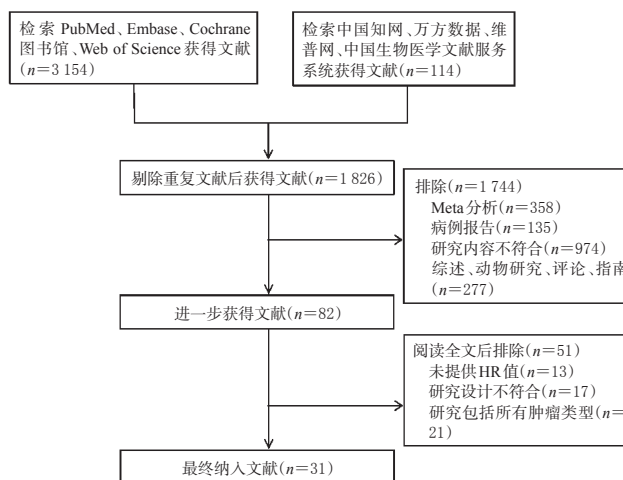 检索 PubMed、Embase、Cochrane
图书馆、Web of Science 获得文献
(n=3 154)
检索中国知网、万方数据、维
普网、中国生物医学文献服务
系统获得文献(n=114)
剔除重复文献后获得文献(n=1 826)
排除(n=1 744)
Meta分析(n=358)
病例报告(n=135)
研究内容不符合(n=974)
综述、动物研究、评论、指南
(n=277)
进一步获得文献(n=82)
阅读全文后排除(n=51)
未提供HR值(n=13)
研究设计不符合(n=17)
研究包括所有肿瘤类型(n=
21)
最终纳入文献(n=31)